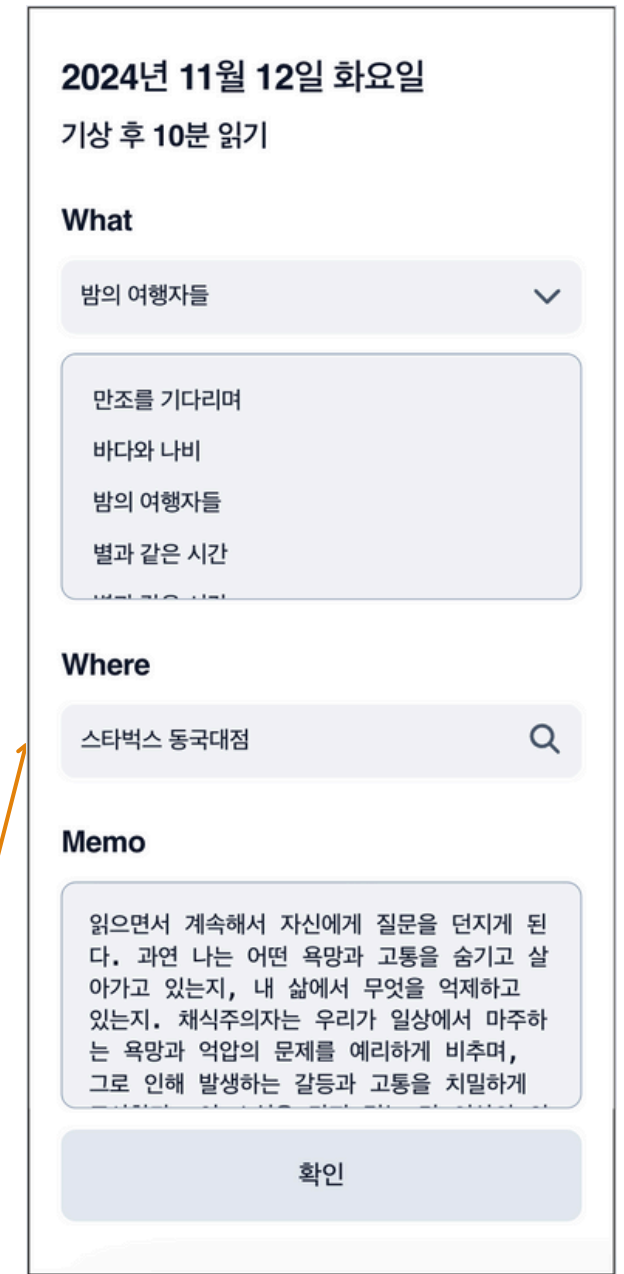 2024년 11월 12일 화요일
기상 후 10분 읽기
What
밤의 여행자들
만조를 기다리며
바다와 나비
밤의 여행자들
별과 같은 시간
Where
스타벅스 동국대점
Memo
읽으면서 계속해서 자신에게 질문을 던지게 된
다. 과연 나는 어떤 욕망과 고통을 숨기고 살
아가고 있는지, 내 삶에서 무엇을 억제하고
있는지. 채식주의자는 우리가 일상에서 마주하
는 욕망과 억압의 문제를 예리하게 비추며,
그로 인해 발생하는 갈등과 고통을 치밀하게
확인